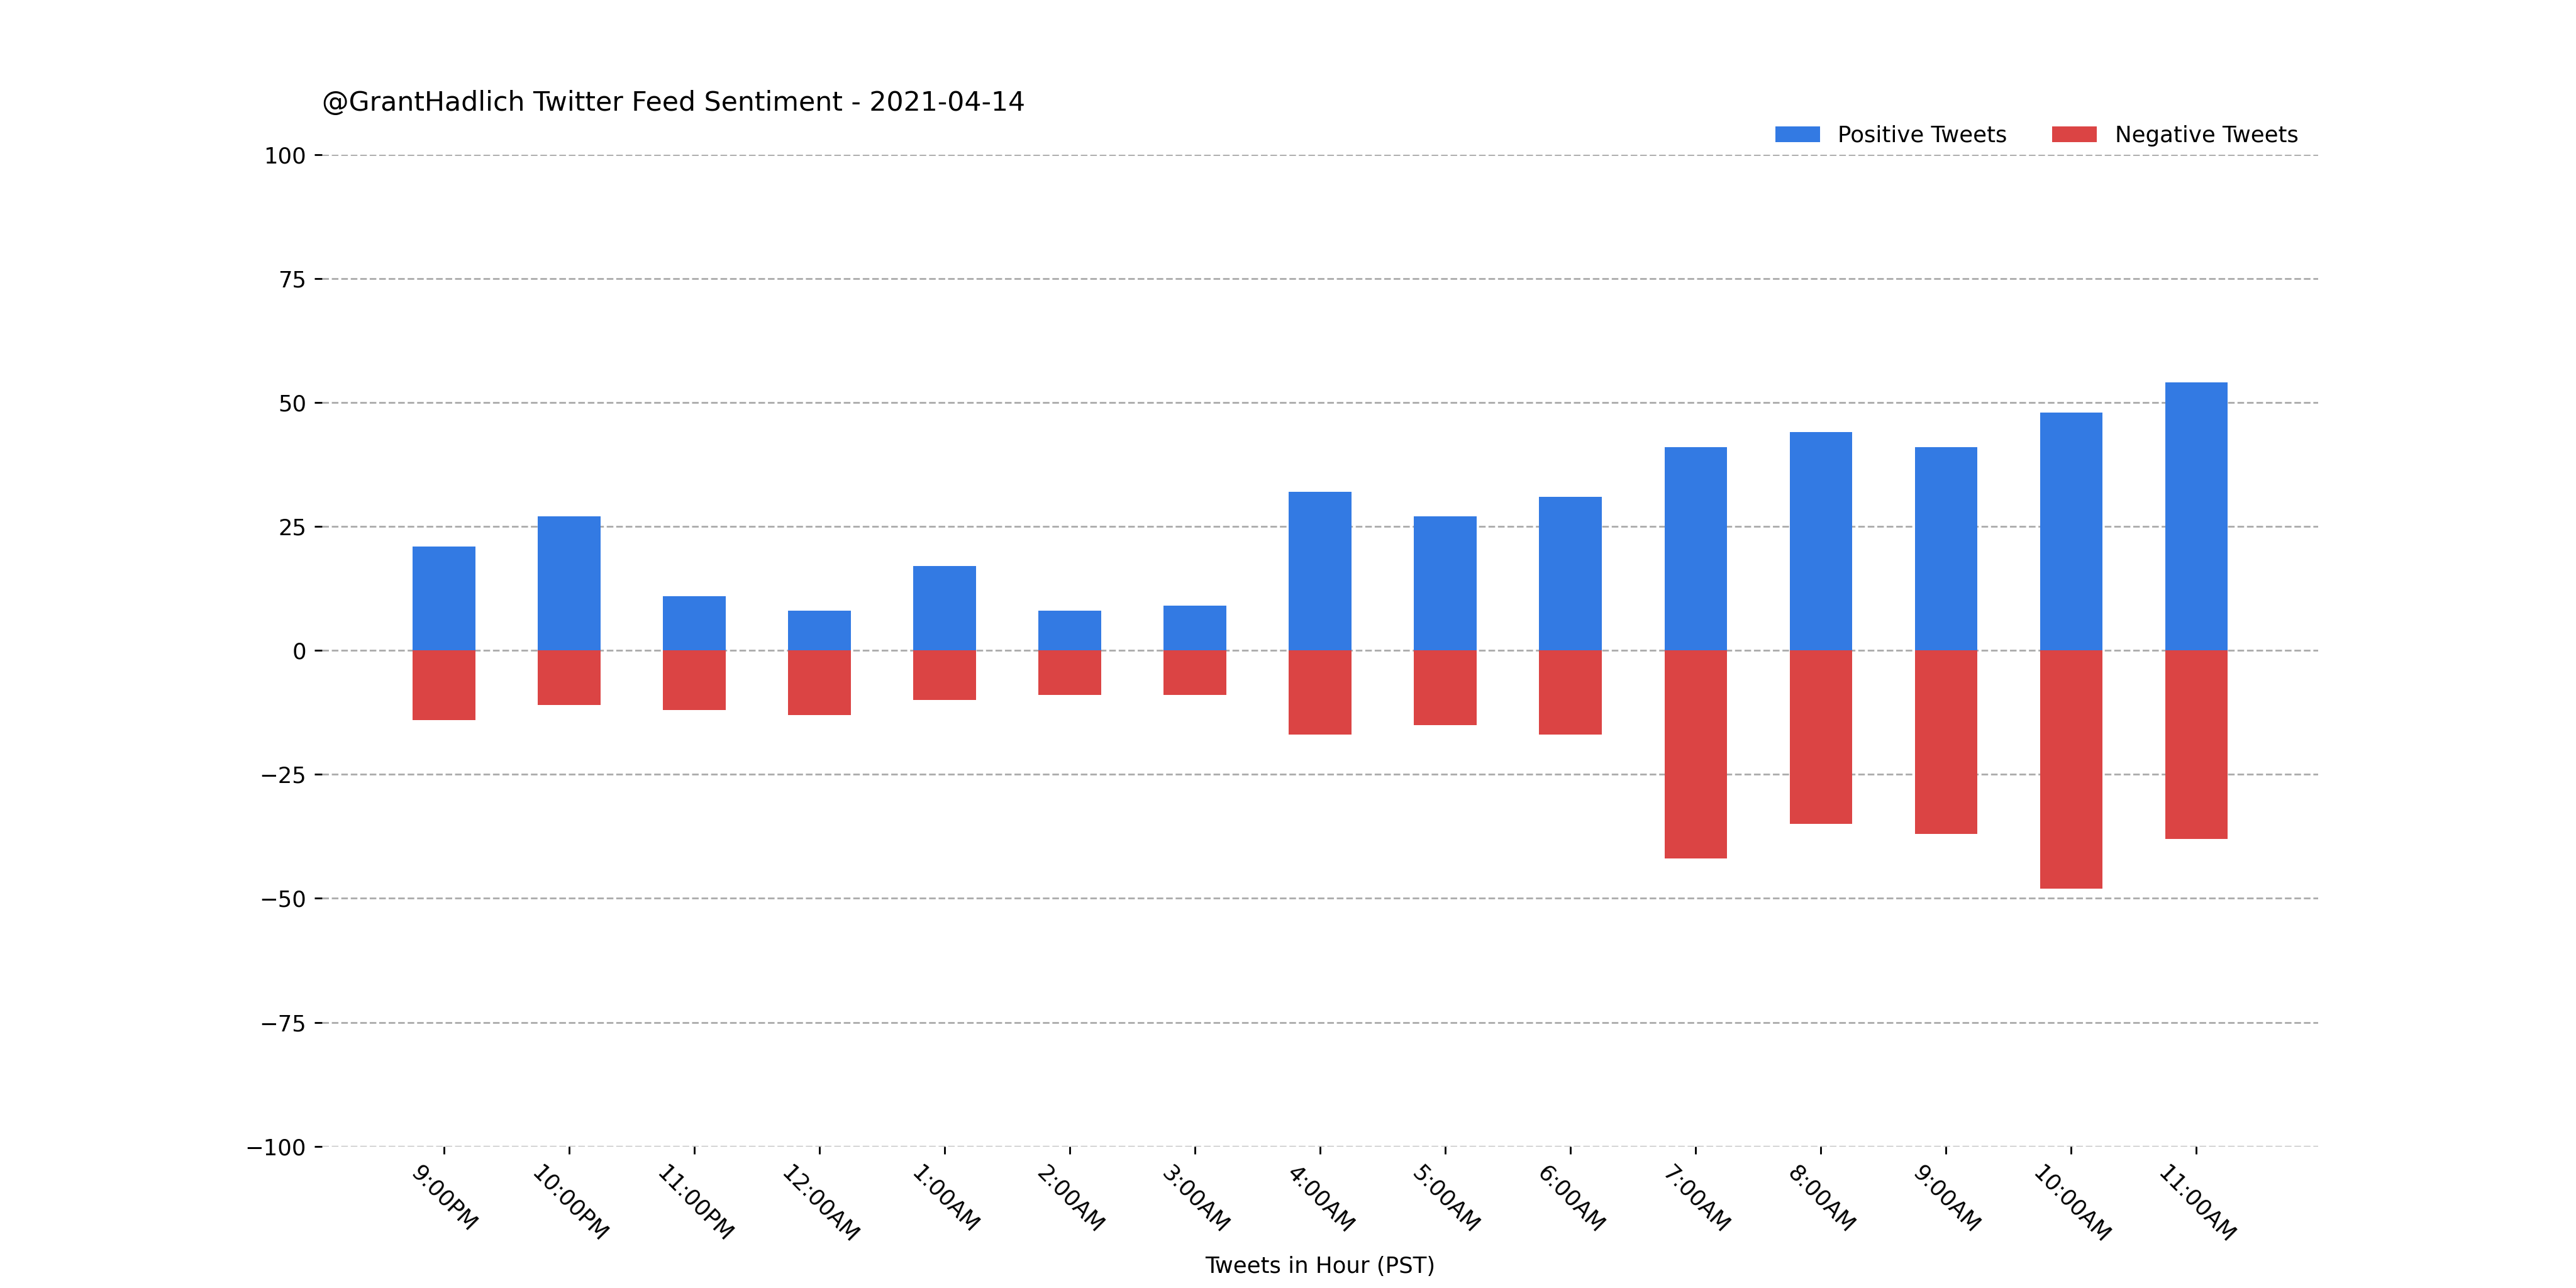 @GrantHadlich Twitter Feed Sentiment - 2021-04-14
Positive Tweets
Negative Tweets
100
75
50
25
0
−25
−50
−75
−100
9:00PM
10:00PM
11:00PM
12:00AM
1:00AM
2:00AM
3:00AM
4:00AM
5:00AM
6:00AM
7:00AM
8:00AM
9:00AM
10:00AM
11:00AM
Tweets in Hour (PST)